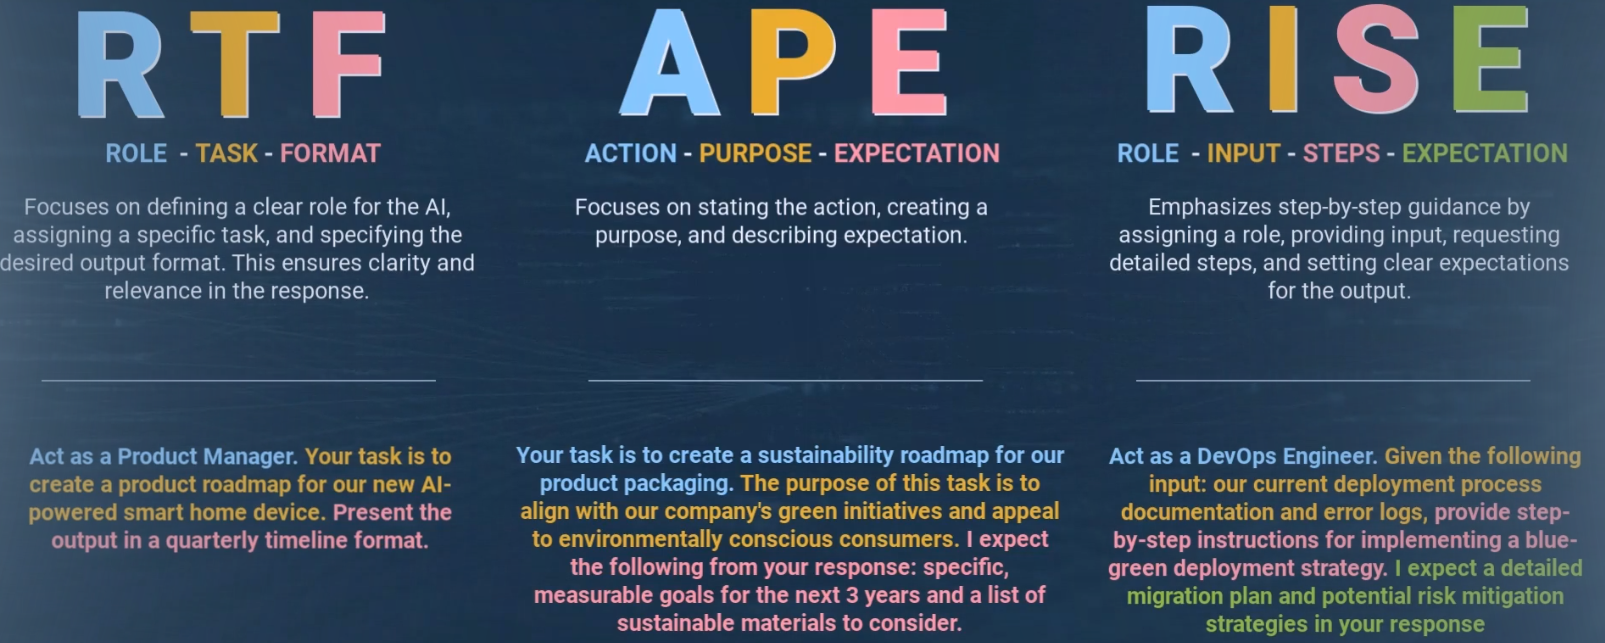 RTF
ROLE - TASK - FORMAT
Focuses on defining a clear role for the AI,
assigning a specific task, and specifying the
desired output format. This ensures clarity and
relevance in the response.
Act as a Product Manager. Your task is to
create a product roadmap for our new AI-
powered smart home device. Present the
output in a quarterly timeline format.
APE
ACTION - PURPOSE - EXPECTATION
Focuses on stating the action, creating a
purpose, and describing expectation.
Your task is to create a sustainability roadmap for our
product packaging. The purpose of this task is to
align with our company's green initiatives and appeal
to environmentally conscious consumers. I expect
the following from your response: specific,
measurable goals for the next 3 years and a list of
sustainable materials to consider.
RISE
ROLE - INPUT - STEPS - EXPECTATION
Emphasizes step-by-step guidance by
assigning a role, providing input, requesting
detailed steps, and setting clear expectations
for the output.
Act as a DevOps Engineer. Given the following
input: our current deployment process
documentation and error logs, provide step-
by-step instructions for implementing a blue-
green deployment strategy. I expect a detailed
migration plan and potential risk mitigation
strategies in your response